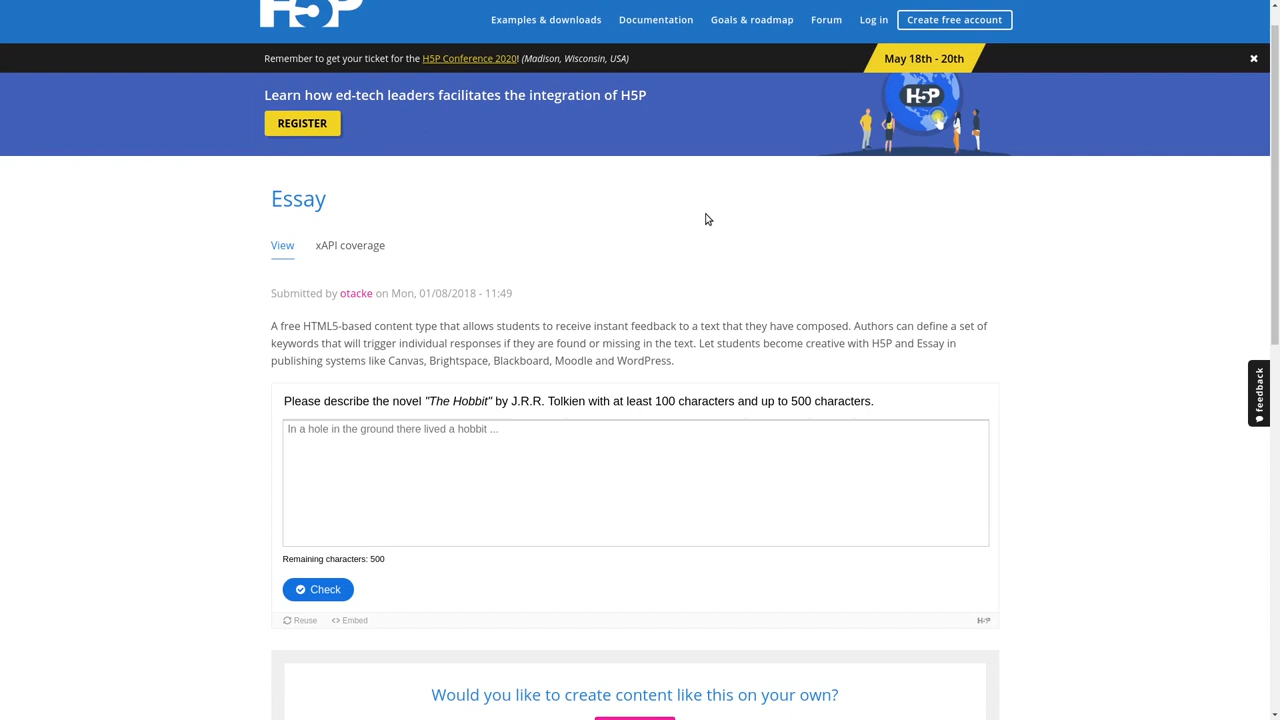 H5P
Examples & downloads Documentation Goals & roadmap Forum Log in Create free account
Remember to get your ticket for the H5P Conference 2020! (Madison, Wisconsin, USA)
May 18th - 20th
Learn how ed-tech leaders facilitates the integration of H5P
H5P
REGISTER
Essay
View xAPI coverage
Submitted by otacke on Mon, 01/08/2018 - 11:49
A free HTML5-based content type that allows students to receive instant feedback to a text that they have composed. Authors can define a set of
keywords that will trigger individual responses if they are found or missing in the text. Let students become creative with H5P and Essay in
publishing systems like Canvas, Brightspace, Blackboard, Moodle and WordPress.
feedback
Please describe the novel "The Hobbit" by J.R.R. Tolkien with at least 100 characters and up to 500 characters.
In a hole in the ground there lived a hobbit ...
Remaining characters: 500
Check
Reuse Embed
H5P
Would you like to create content like this on your own?